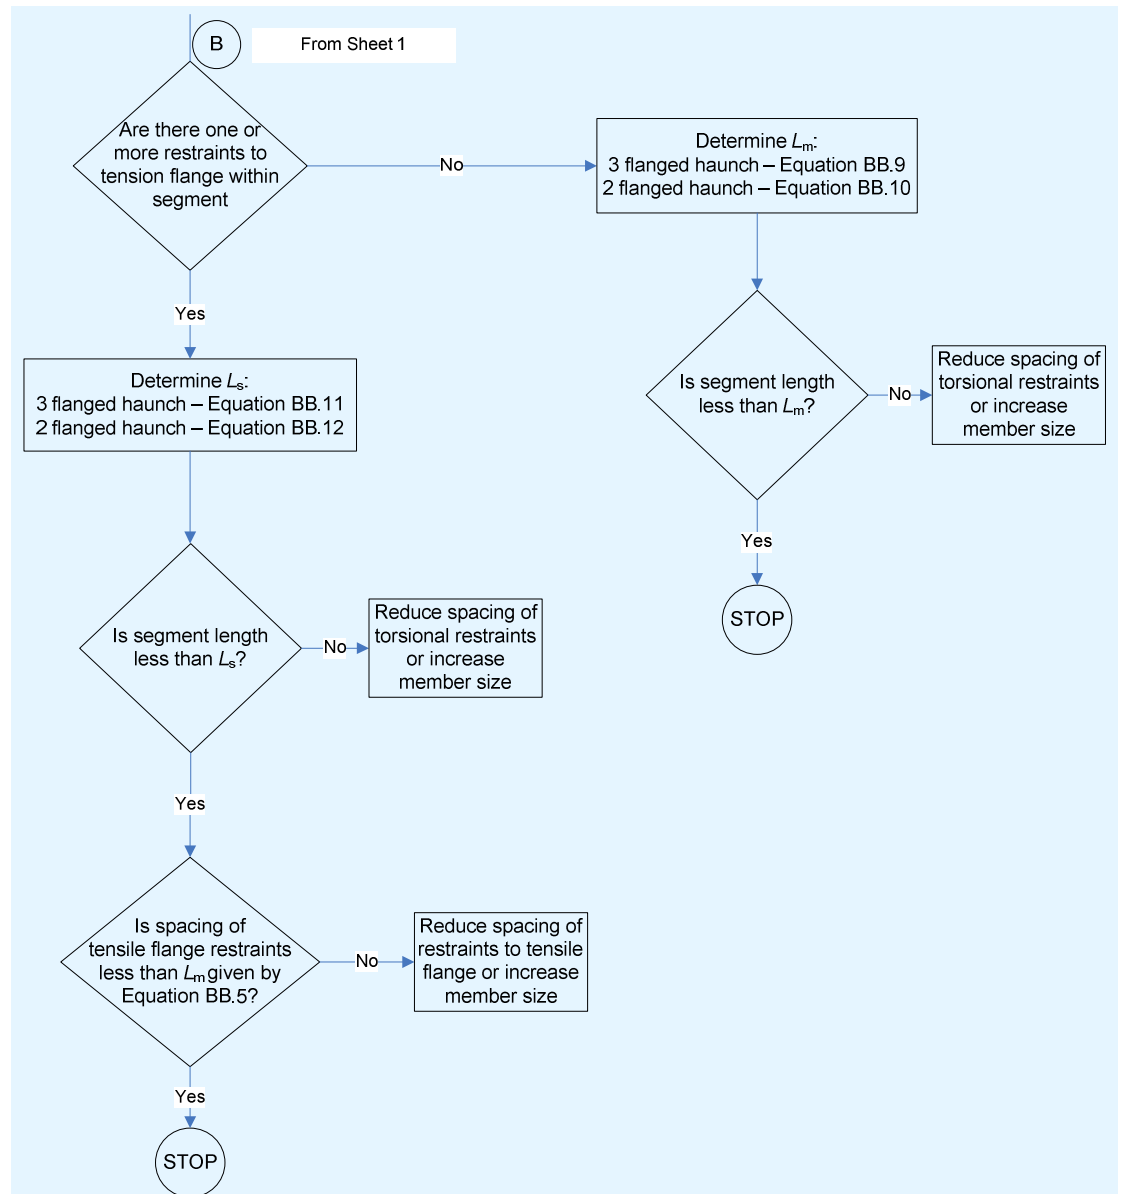 B
From Sheet 1
Are there one or
more restraints to
tension flange within
segment
No
Determine Lm:
3 flanged haunch – Equation BB.9
2 flanged haunch – Equation BB.10
Yes
Determine Ls:
3 flanged haunch – Equation BB.11
2 flanged haunch – Equation BB.12
Is segment length
less than Lm?
No
Reduce spacing of
torsional restraints
or increase
member size
Yes
STOP
Is segment length
less than Ls?
No
Reduce spacing of
torsional restraints
or increase
member size
Yes
Is spacing of
tensile flange restraints
less than Lm given by
Equation BB.5?
No
Reduce spacing of
restraints to tensile
flange or increase
member size
Yes
STOP